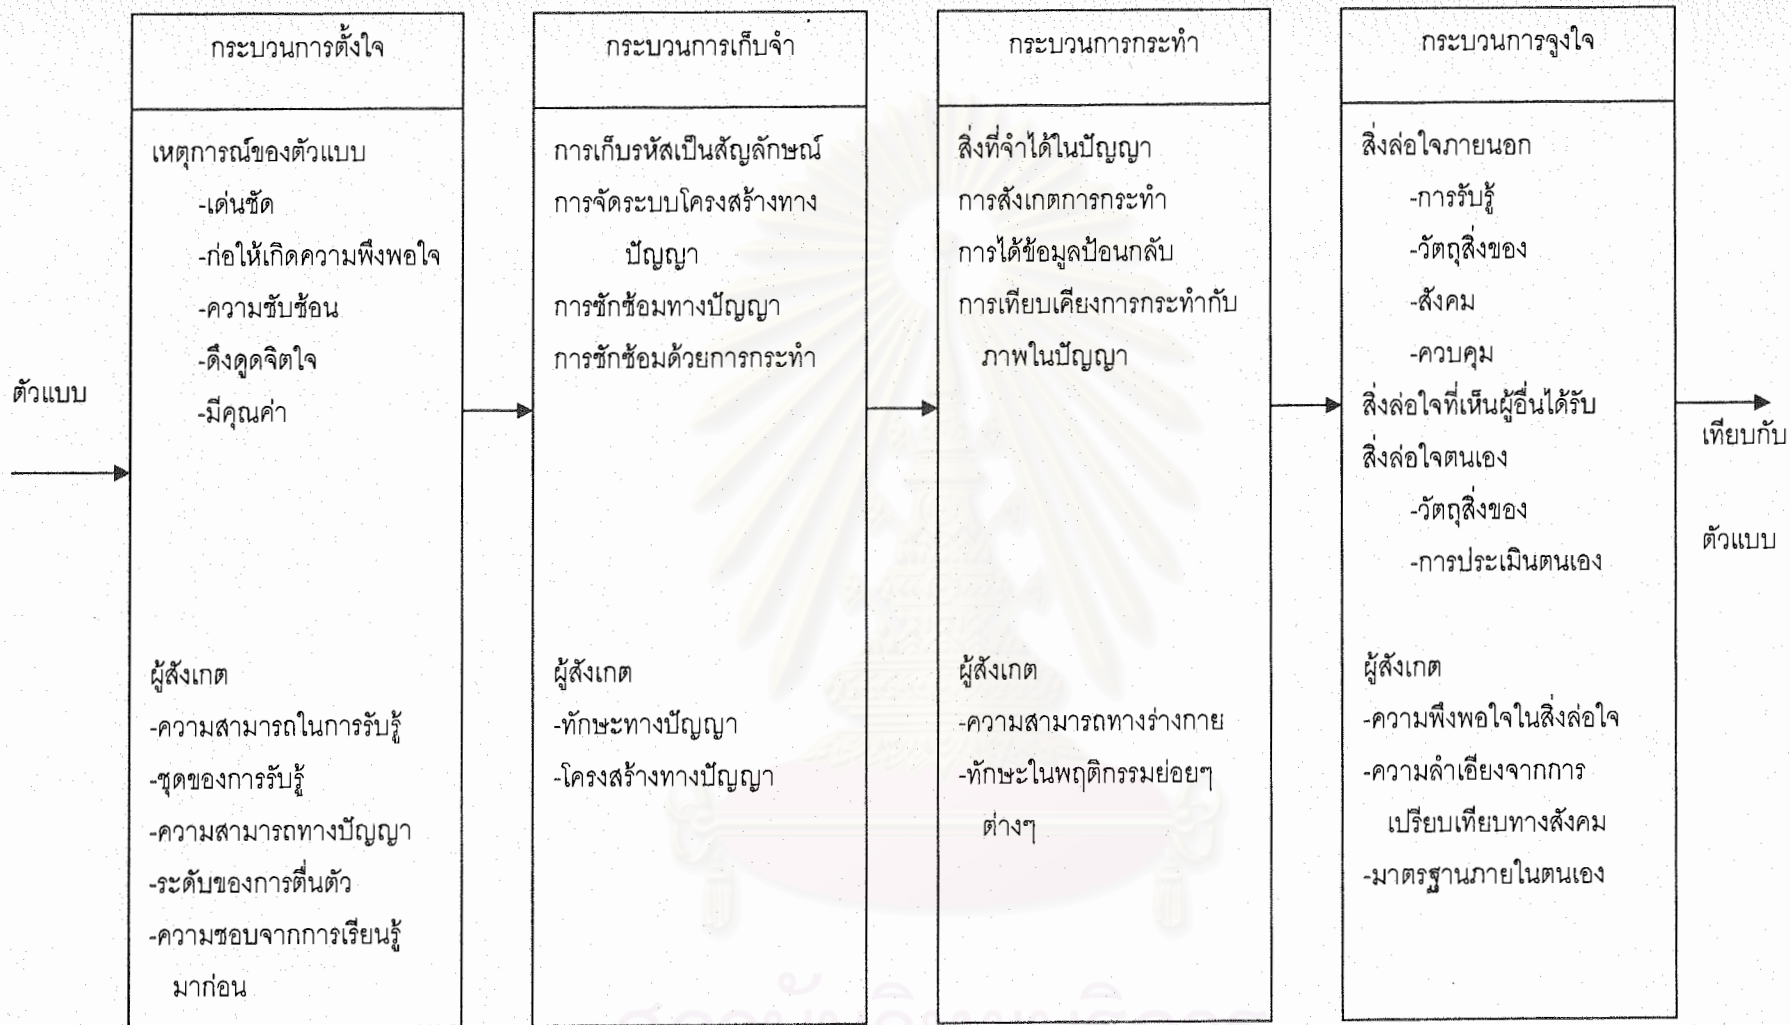 ตัวแบบ
กระบวนการตั้งใจ
เหตุการณ์ของตัวแบบ
-เด่นชัด
-ก่อให้เกิดความพึงพอใจ
-ความซับซ้อน
-ดึงดูดจิตใจ
-มีคุณค่า
ผู้สังเกต
-ความสามารถในการรับรู้
-ชุดของการรับรู้
-ความสามารถทางปัญญา
-ระดับของการตื่นตัว
-ความชอบจากการเรียนรู้
มาก่อน
กระบวนการเก็บจำ
การเก็บรหัสเป็นสัญลักษณ์
การจัดระบบโครงสร้างทาง
ปัญญา
การซักซ้อมทางปัญญา
การซักซ้อมด้วยการกระทำ
ผู้สังเกต
-ทักษะทางปัญญา
-โครงสร้างทางปัญญา
กระบวนการกระทำ
สิ่งที่จำได้ในปัญญา
การสังเกตการกระทำ
การได้ข้อมูลป้อนกลับ
การเทียบเคียงการกระทำกับ
ภาพในปัญญา
ผู้สังเกต
-ความสามารถทางร่างกาย
-ทักษะในพฤติกรรมย่อยๆ
ต่างๆ
กระบวนการจูงใจ
สิ่งล่อใจภายนอก
-การรับรู้
-วัตถุสิ่งของ
-สังคม
-ควบคุม
สิ่งล่อใจที่เห็นผู้อื่นได้รับ
สิ่งล่อใจตนเอง
-วัตถุสิ่งของ
-การประเมินตนเอง
ผู้สังเกต
-ความพึงพอใจในสิ่งล่อใจ
-ความลำเอียงจากการ
เปรียบเทียบทางสังคม
-มาตรฐานภายในตนเอง
เทียบกับ
ตัวแบบ